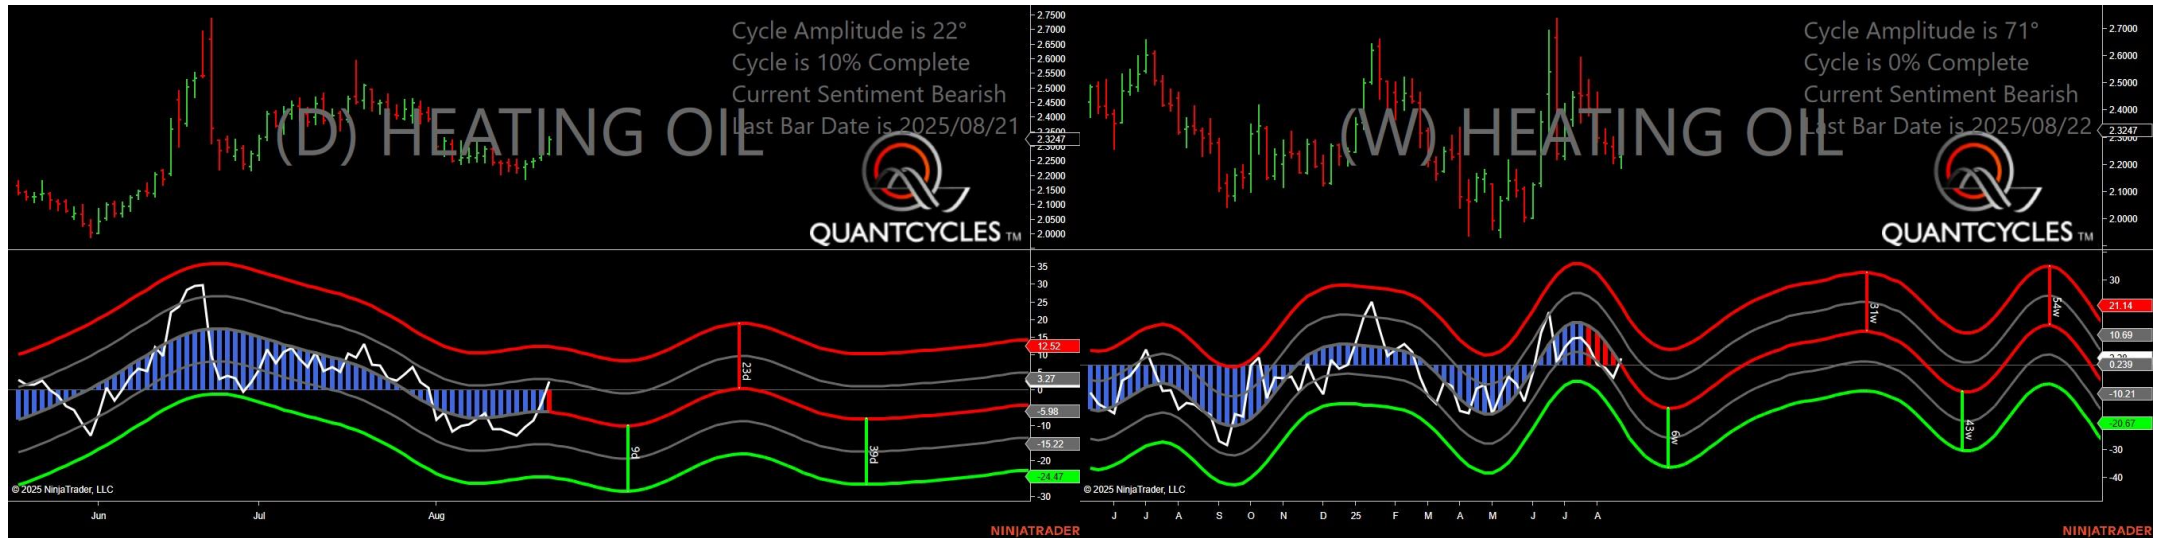 Cycle Amplitude is 22°
Cycle is 10% Complete
Current Sentiment Bearish
Last Bar Date is 2025/08/21
(D) HEATING OIL
QUANTCYCLES TM
2.7500
2.7000
2.6500
2.6000
2.5500
2.5000
2.4500
2.4000
2.3247
2.3000
2.2500
2.2000
2.1500
2.1000
2.0500
2.0000
35
30
25
20
15
12.52
10
3.27
0
-5.98
-10
-15.22
-20
-24.47
-30
9d
23d
39d
© 2025 NinjaTrader, LLC
Jun Jul Aug
NINJATRADER
Cycle Amplitude is 71°
Cycle is 0% Complete
Current Sentiment Bearish
Last Bar Date is 2025/08/22
(W) HEATING OIL
QUANTCYCLES TM
2.7000
2.6000
2.5000
2.4000
2.3247
2.3000
2.2000
2.1000
2.0000
30
21.14
10.69
0.239
-10.21
-20.67
-30
-40
6w
31w
43w
54w
© 2025 NinjaTrader, LLC
J J A S O N D 25 F M A M J J A
NINJATRADER